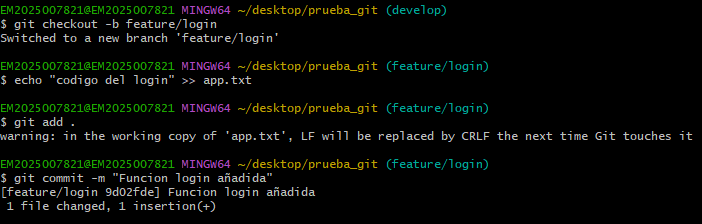 EM2025007821@EM2025007821 MINGW64 ~/desktop/prueba_git (develop)
$ git checkout -b feature/login
Switched to a new branch 'feature/login'
EM2025007821@EM2025007821 MINGW64 ~/desktop/prueba_git (feature/login)
$ echo "codigo del login" >> app.txt
EM2025007821@EM2025007821 MINGW64 ~/desktop/prueba_git (feature/login)
$ git add .
warning: in the working copy of 'app.txt', LF will be replaced by CRLF the next time Git touches it
EM2025007821@EM2025007821 MINGW64 ~/desktop/prueba_git (feature/login)
$ git commit -m "Funcion login añadida"
[feature/login 9d02fde] Funcion login añadida
 1 file changed, 1 insertion(+)